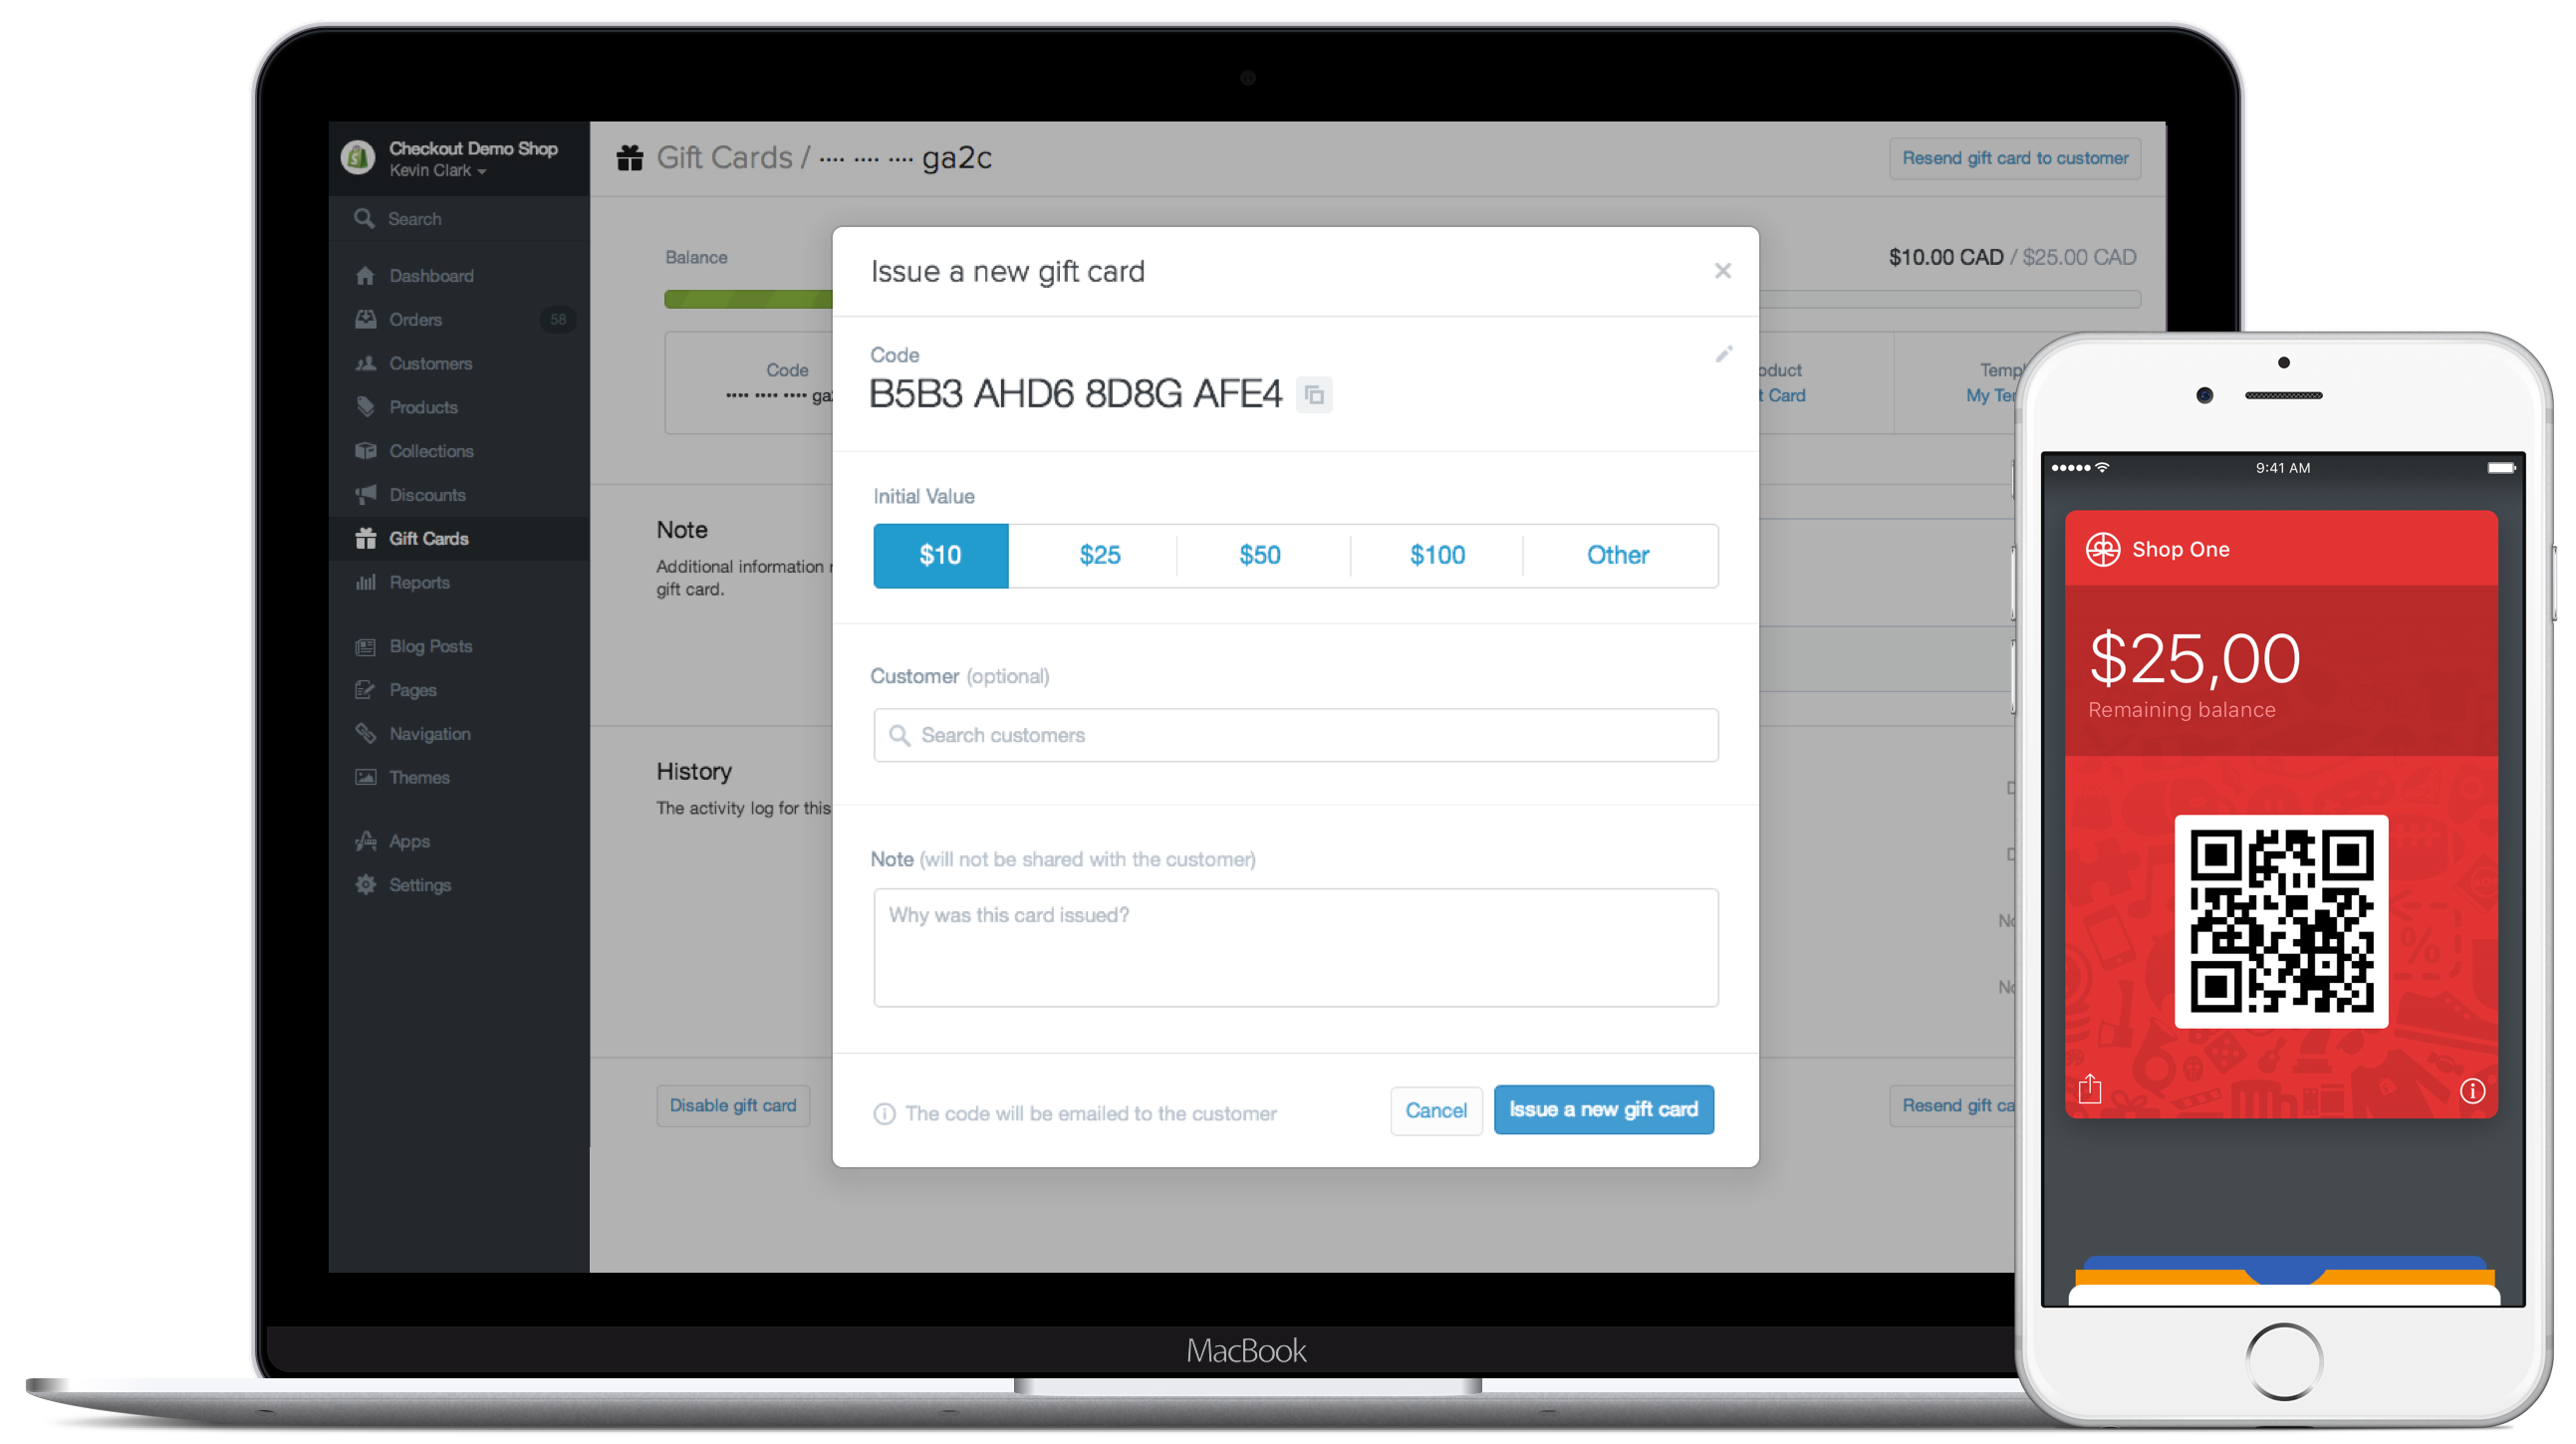 Checkout Demo Shop
Kevin Clark
Search
Dashboard
Orders 58
Customers
Products
Collections
Discounts
Gift Cards
Reports
Blog Posts
Pages
Navigation
Themes
Apps
Settings
Gift Cards / •••• •••• •••• ga2c
Resend gift card to customer
Balance
$10.00 CAD / $25.00 CAD
Code
•••• •••• ••••
Card
My
Note
Additional information
gift card.
History
The activity log for this
Disable gift card
Resend gift
Issue a new gift card
Code
B5B3 AHD6 8D8G AFE4
Initial Value
$10 $25 $50 $100 Other
Customer (optional)
Search customers
Note (will not be shared with the customer)
Why was this card issued?
The code will be emailed to the customer
Cancel
Issue a new gift card
MacBook
9:41 AM
Shop One
$25,00
Remaining balance